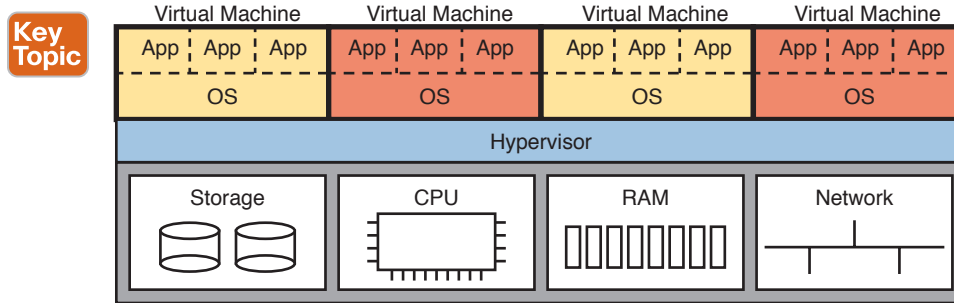 Key
Topic
Virtual Machine Virtual Machine Virtual Machine Virtual Machine
App App App App App App App App App App App App
OS OS OS OS
Hypervisor
Storage CPU RAM Network